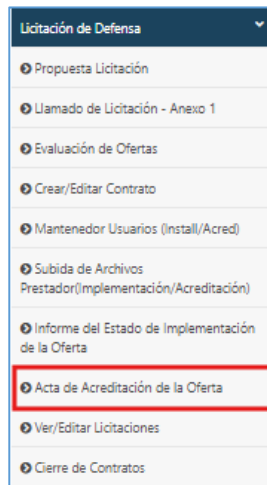 Licitación de Defensa
Propuesta Licitación
Llamado de Licitación - Anexo 1
Evaluación de Ofertas
Crear/Editar Contrato
Mantenedor Usuarios (Install/Acred)
Subida de Archivos
Prestador(Implementación/Acreditación)
Informe del Estado de Implementación
de la Oferta
Acta de Acreditación de la Oferta
Ver/Editar Licitaciones
Cierre de Contratos